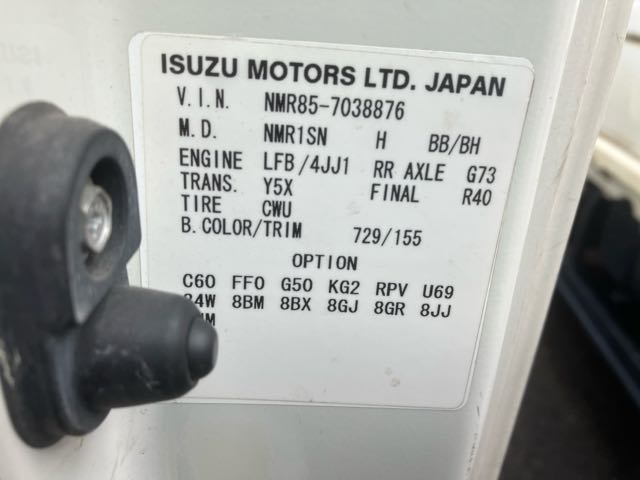 ISUZU MOTORS LTD. JAPAN
V.I.N. NMR85-7038876
M.D. NMR1SN H BB/BH
ENGINE LFB/4JJ1 RR AXLE G73
TRANS. Y5X FINAL R40
TIRE CWU
B.COLOR/TRIM 729/155
OPTION
C60 FF0 G50 KG2 RPV U69
8BM 8BX 8GJ 8GR 8JJ